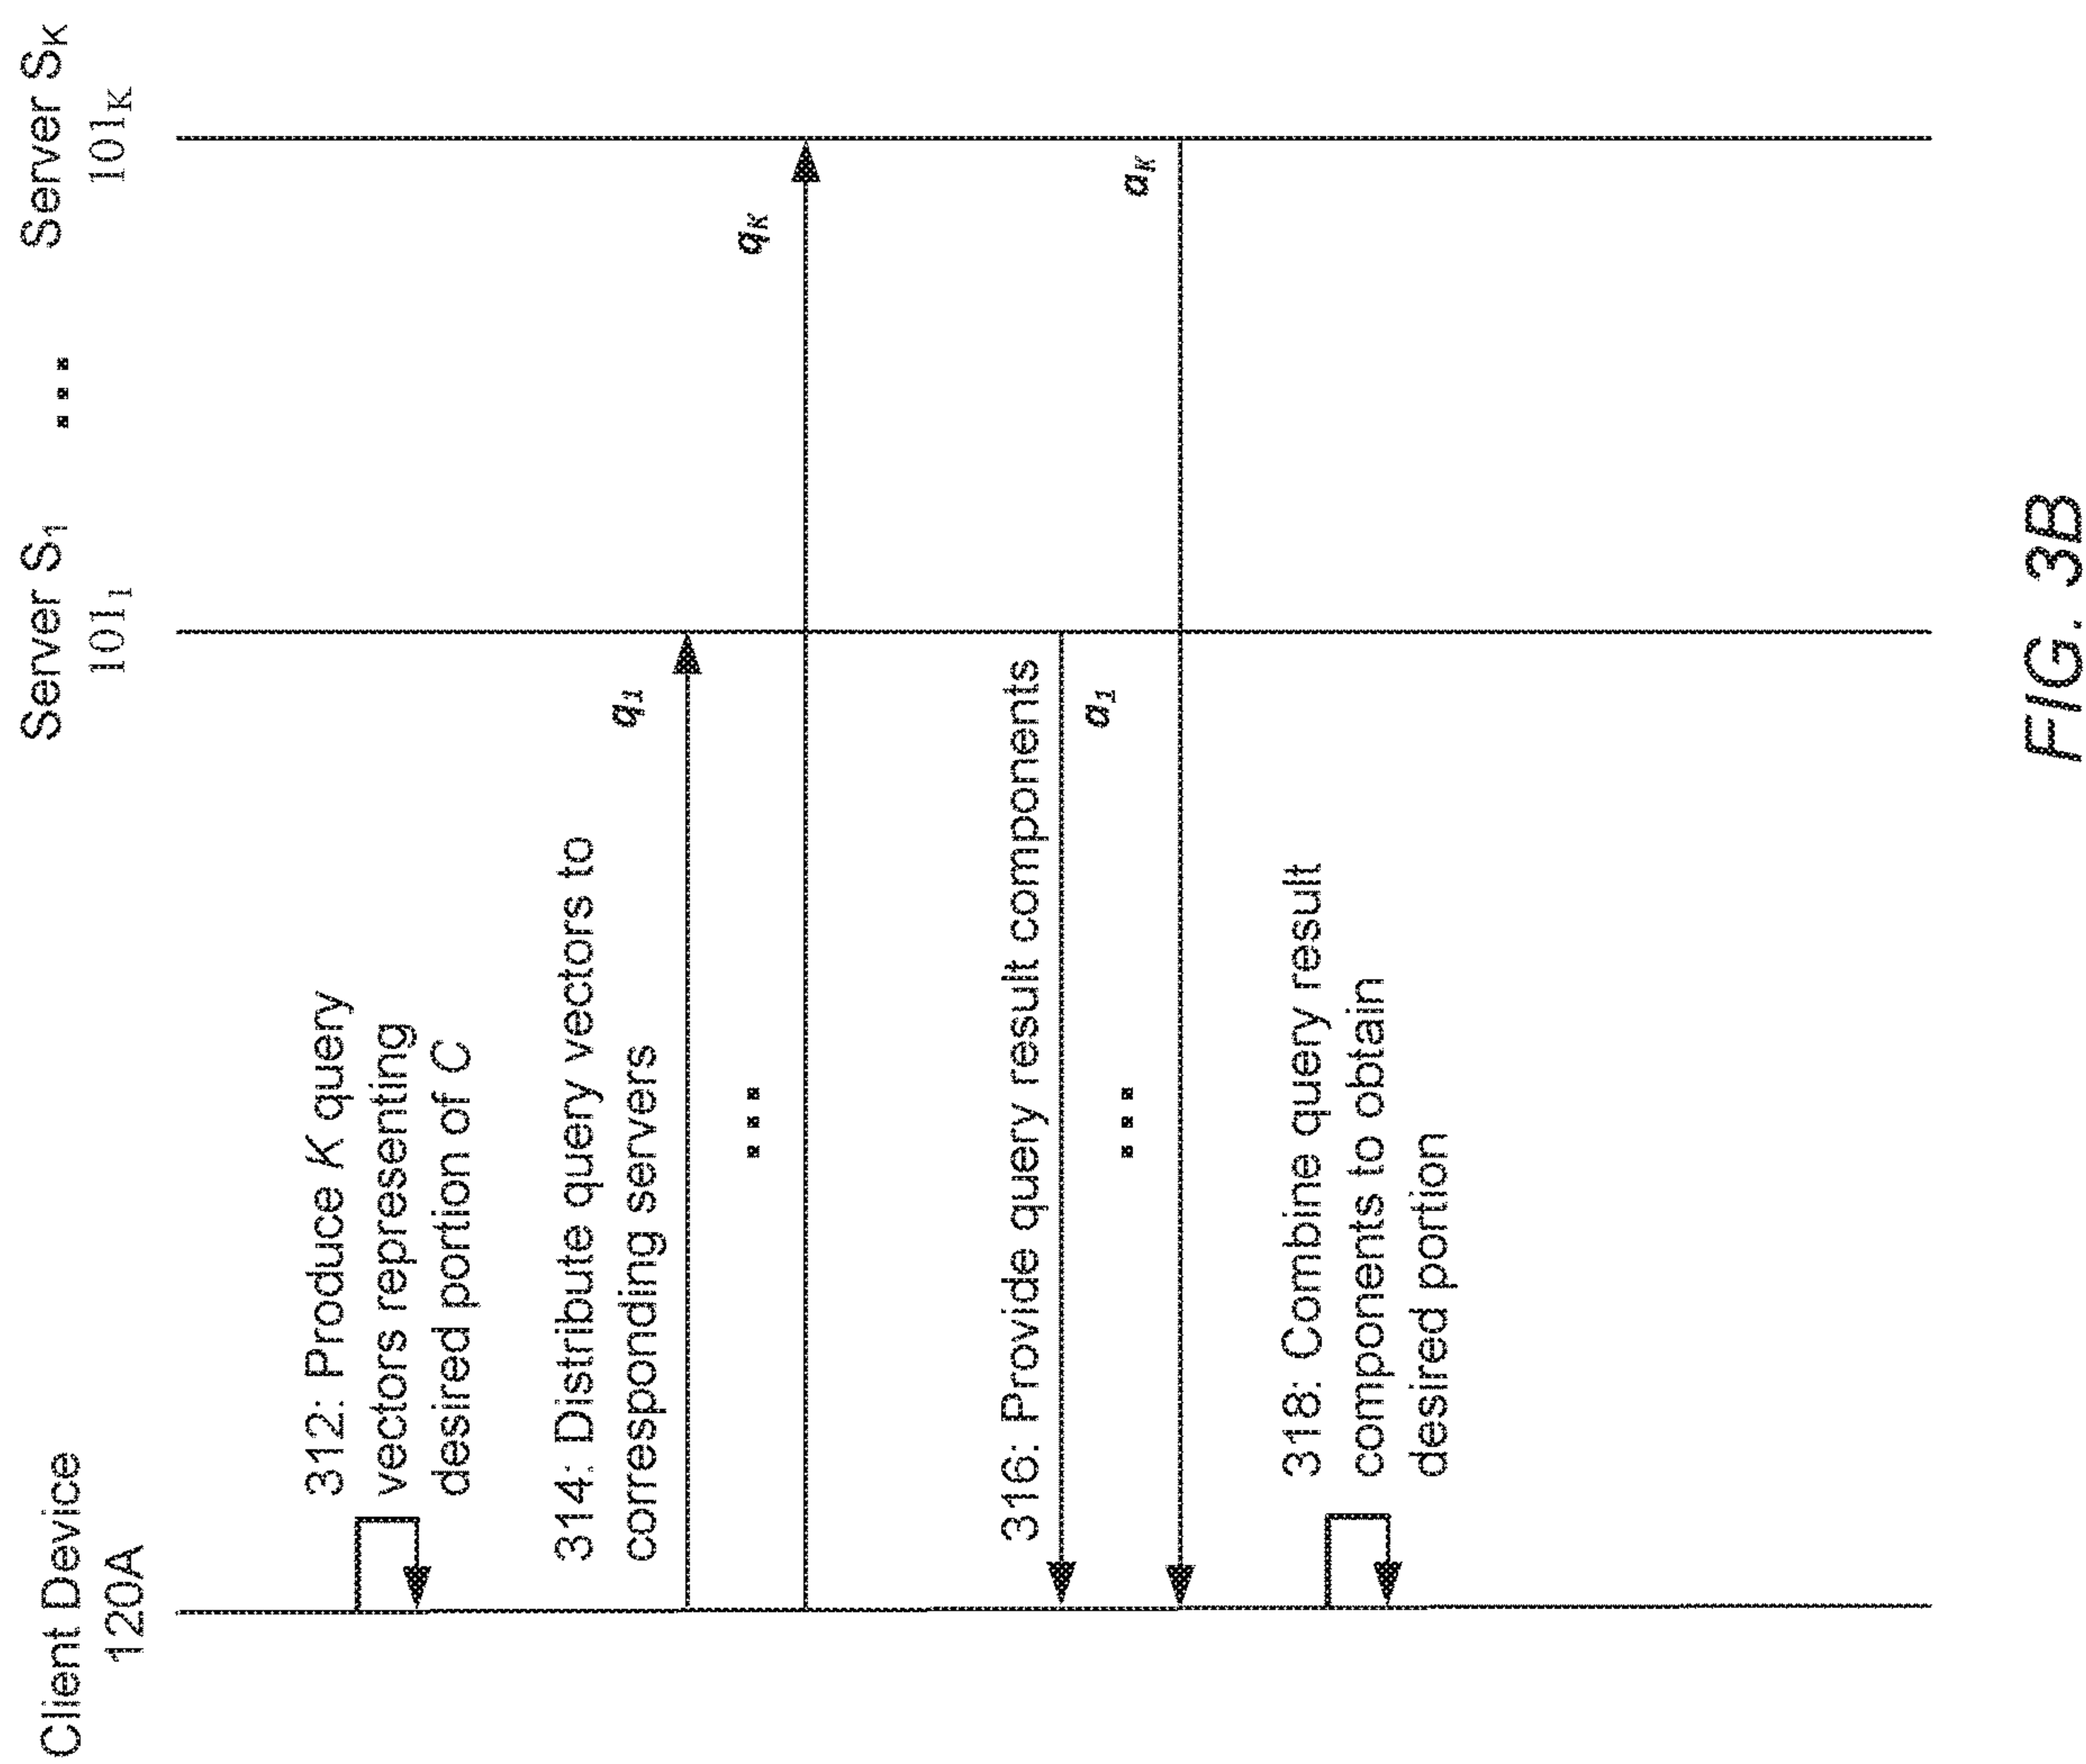 Client Device
120A
Server S1
1011
...
Server SK
101K
312: Produce K query
vectors representing
desired portion of C
314: Distribute query vectors to
corresponding servers
q1
...
qK
316: Provide query result components
a1
...
aK
318: Combine query result
components to obtain
desired portion
FIG. 3B